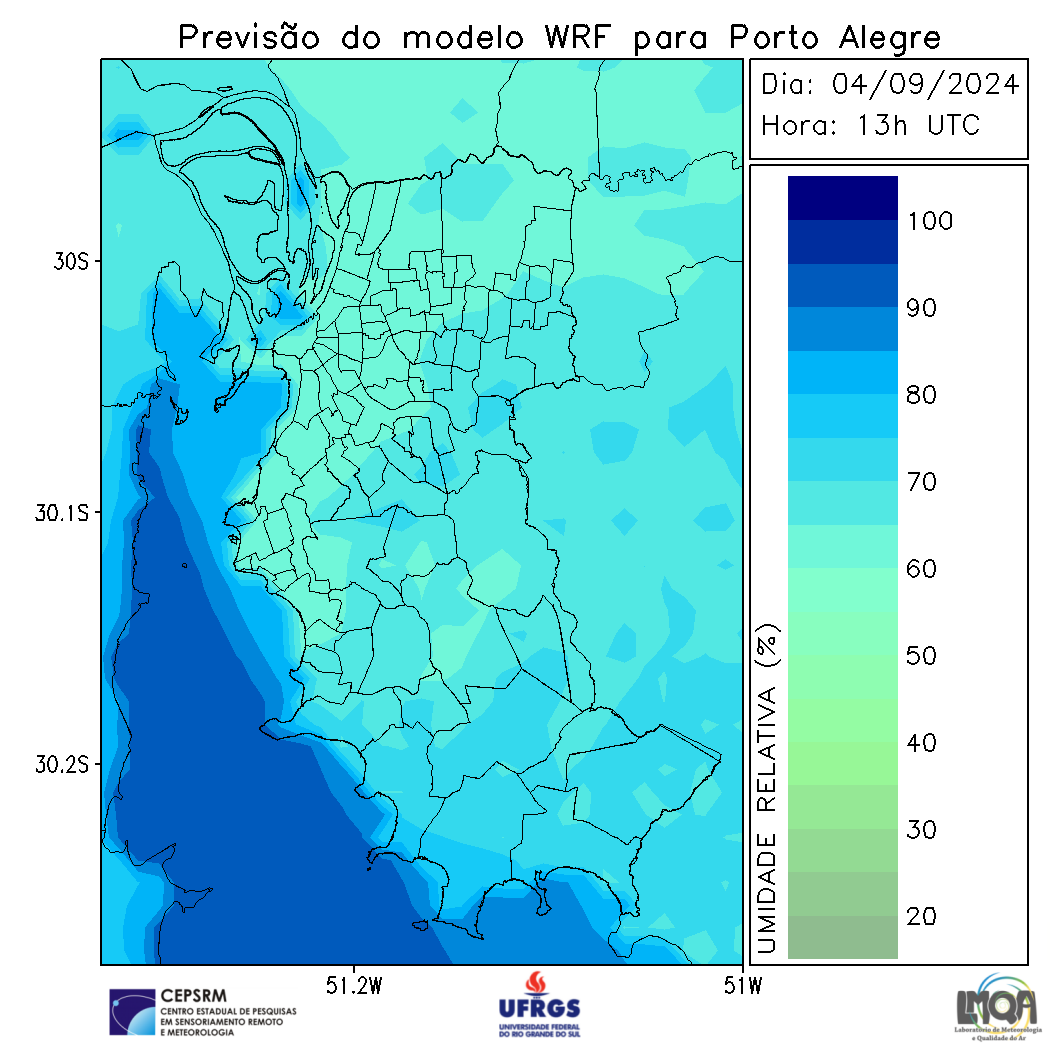 Previsão do modelo WRF para Porto Alegre
Dia: 04/09/2024
Hora: 13h UTC
100
90
80
70
60
50
40
30
20
UMIDADE RELATIVA (%)
30S
30.1S
30.2S
51.2W
51W
CEPSRM
CENTRO ESTADUAL DE PESQUISAS
EM SENSORIAMENTO REMOTO
E METEOROLOGIA
UFRGS
UNIVERSIDADE FEDERAL
DO RIO GRANDE DO SUL
LMQA
Laboratório de Meteorologia
e Qualidade do Ar